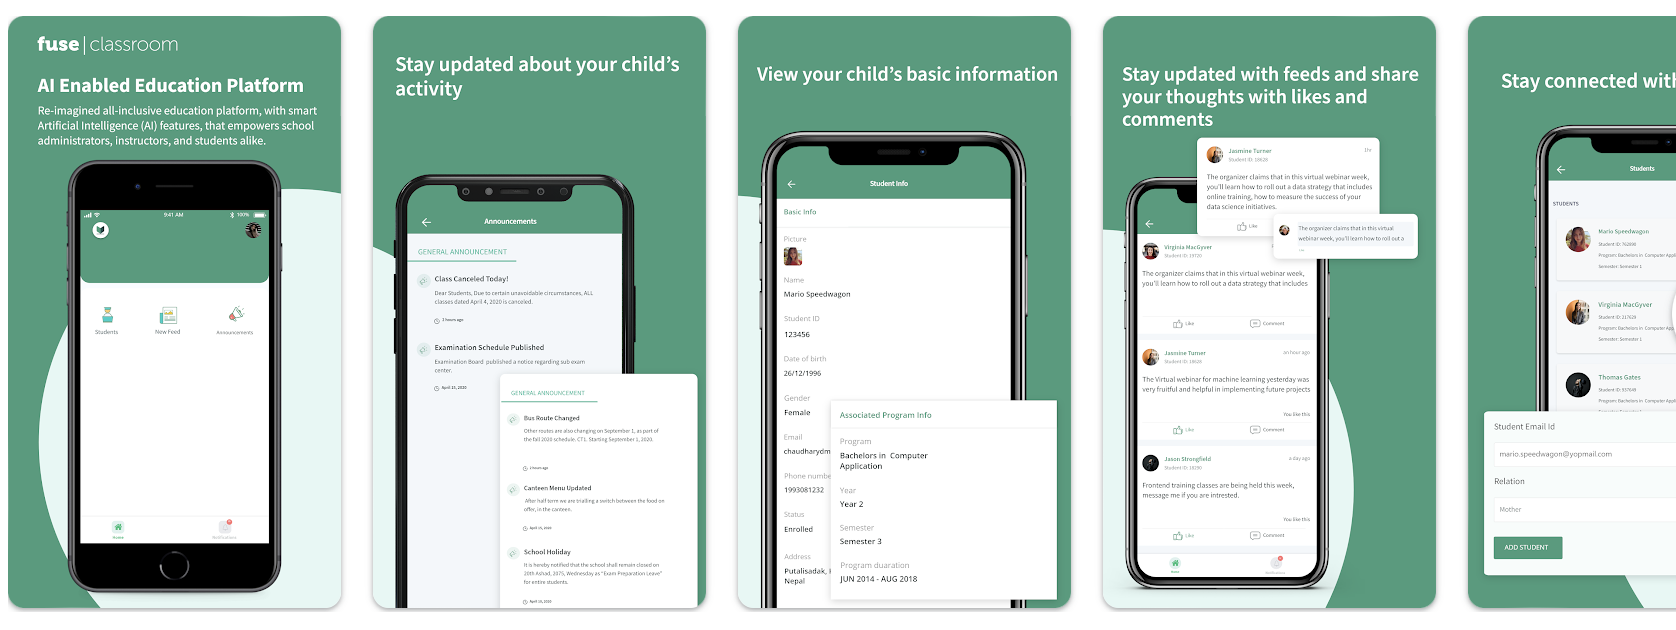 fuse | classroom
AI Enabled Education Platform
Re-imagined all-inclusive education platform, with smart
Artificial Intelligence (AI) features, that empowers school
administrators, instructors, and students alike.
9:41 AM
100%
Students
New Feed
Announcements
Home
Notifications
Stay updated about your child's
activity
Announcements
GENERAL ANNOUNCEMENT
Class Canceled Today!
Dear Students, Due to certain unavoidable circumstances, ALL
classes dated April 4, 2020 is canceled.
2 hours ago
Examination Schedule Published
Examination Board published a notice regarding sub exam
center.
April 15, 2020
GENERAL ANNOUNCEMENT
Bus Route Changed
Other routes are also changing on September 1, as part of
the fall 2020 schedule. CT1: Starting September 1, 2020.
2 hours ago
Canteen Menu Updated
After half term we are trialling a switch between the food on
offer, in the canteen.
April 15, 2020
School Holiday
It is hereby notified that the school shall remain closed on
20th Ashad, 2075, Wednesday as "Exam Preparation Leave"
for entire students.
April 10, 2020
View your child's basic information
Student Info
Basic Info
Picture
Name
Mario Speedwagon
Student ID
123456
Date of birth
26/12/1996
Gender
Female
Email
chaudharydm
Phone numbe
1993081232
Status
Enrolled
Address
Putalisadak,
Nepal
Associated Program Info
Program
Bachelors in Computer
Application
Year
Year 2
Semester
Semester 3
Program duaration
JUN 2014 - AUG 2018
Stay updated with feeds and share
your thoughts with likes and
comments
Jasmine Turner
1hr
Student ID: 18628
The organizer claims that in this virtual webinar week,
you'll learn how to roll out a data strategy that includes
online training, how to measure the success of your
data science initiatives.
Like
The organizer claims that in this virtual
webinar week, you'll learn how to roll out a
Virginia MacGyver
Student ID: 19720
The organizer claims that in this virtual webinar week,
you'll learn how to roll out a data strategy that includes
Like
Comment
Jasmine Turner
an hour ago
Student ID: 18628
The Virtual webinar for machine learning yesterday was
very fruitful and helpful in implementing future projects
You like this
Like
Comment
Jason Strongfield
a day ago
Student ID: 18290
Frontend training classes are being held this week,
message me if you are intrested.
You like this
Like
Comment
Home
Notifications
Stay connected with
Students
STUDENTS
Mario Speedwagon
Student ID: 762899
Program: Bachelors in Computer Appl
Semester: Semester 1
Virginia MacGyver
Student ID: 217629
Program: Bachelors in Computer Appl
Semester: Semester 1
Thomas Gates
Student ID: 937646
Program: Bachelors in Computer Appl
Student Email Id
mario.speedwagon@yopmail.com
Relation
Mother
ADD STUDENT